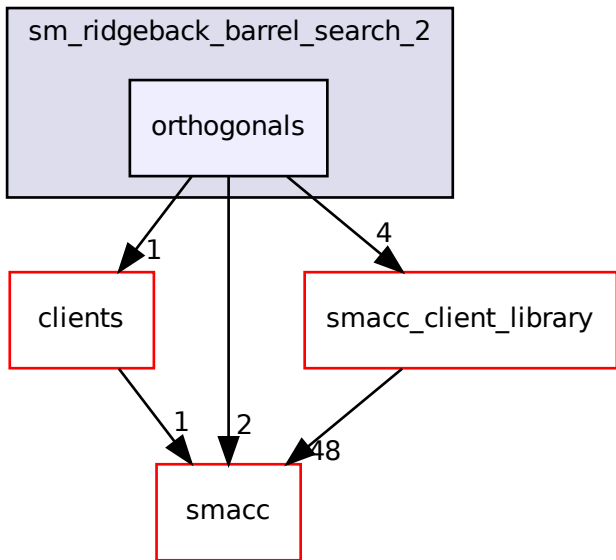 sm_ridgeback_barrel_search_2
orthogonals
1
4
clients
smacc_client_library
1
2
48
smacc